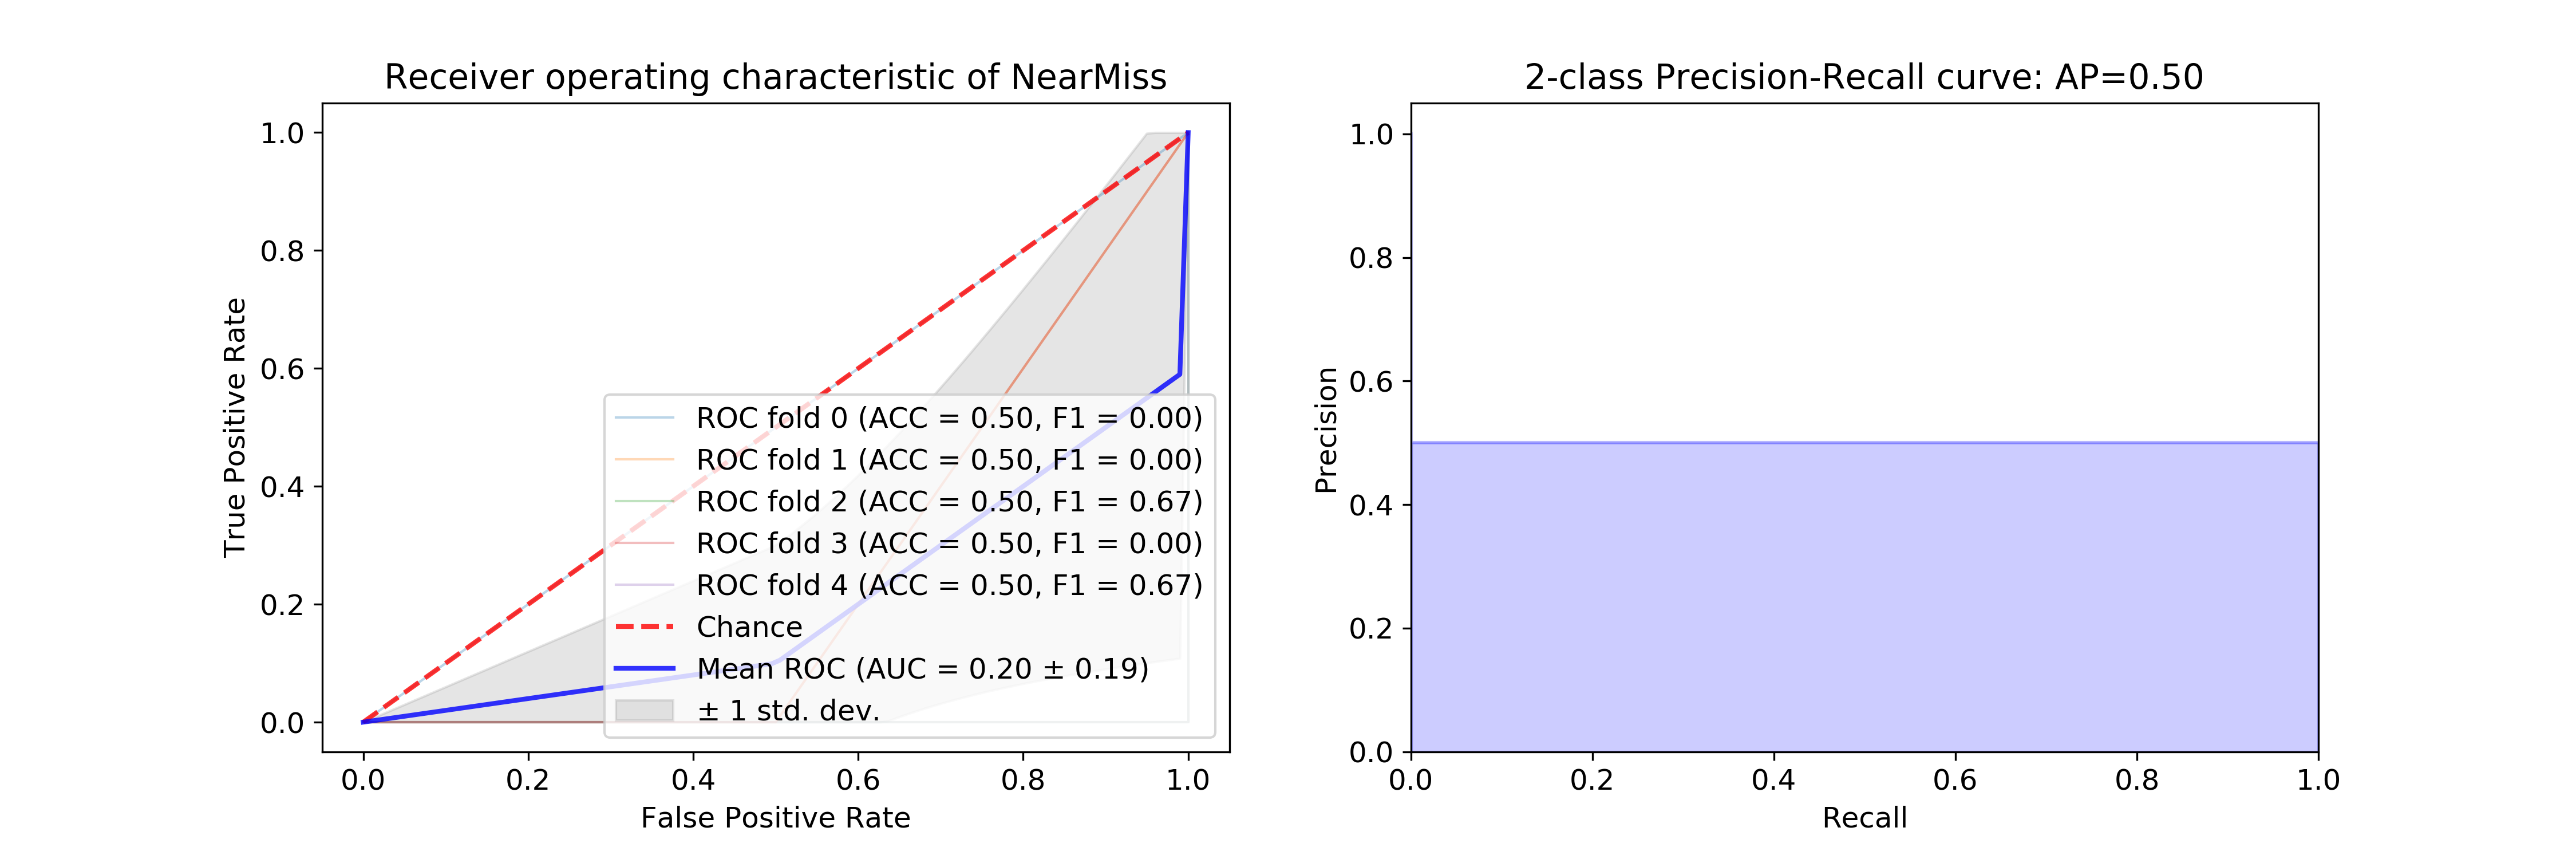 Receiver operating characteristic of NearMiss
True Positive Rate
1.0
0.8
0.6
0.4
0.2
0.0
ROC fold 0 (ACC = 0.50, F1 = 0.00)
ROC fold 1 (ACC = 0.50, F1 = 0.00)
ROC fold 2 (ACC = 0.50, F1 = 0.67)
ROC fold 3 (ACC = 0.50, F1 = 0.00)
ROC fold 4 (ACC = 0.50, F1 = 0.67)
Chance
Mean ROC (AUC = 0.20 ± 0.19)
± 1 std. dev.
0.0 0.2 0.4 0.6 0.8 1.0
False Positive Rate
2-class Precision-Recall curve: AP=0.50
Precision
1.0
0.8
0.6
0.4
0.2
0.0
0.0 0.2 0.4 0.6 0.8 1.0
Recall